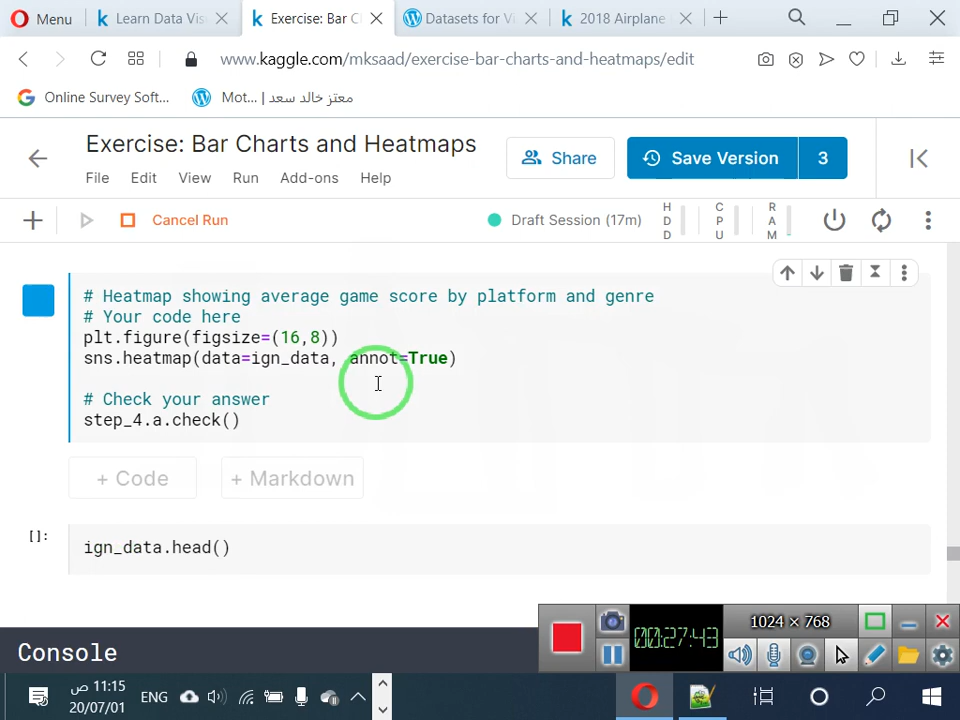 Menu
Learn Data Vis
Exercise: Bar C
Datasets for Vi
2018 Airplane
www.kaggle.com/mksaad/exercise-bar-charts-and-heatmaps/edit
Online Survey Soft...
Mot... | معتز خالد سعد
Exercise: Bar Charts and Heatmaps
Share
Save Version
3
File
Edit
View
Run
Add-ons
Help
Cancel Run
Draft Session (17m)
HDD
CPU
RAM
# Heatmap showing average game score by platform and genre
# Your code here
plt.figure(figsize=(16,8))
sns.heatmap(data=ign_data, annot=True)
# Check your answer
step_4.a.check()
+ Code
+ Markdown
[]:
ign_data.head()
Console
1024 × 768
00:27:43
11:15 ص
ENG
20/07/01